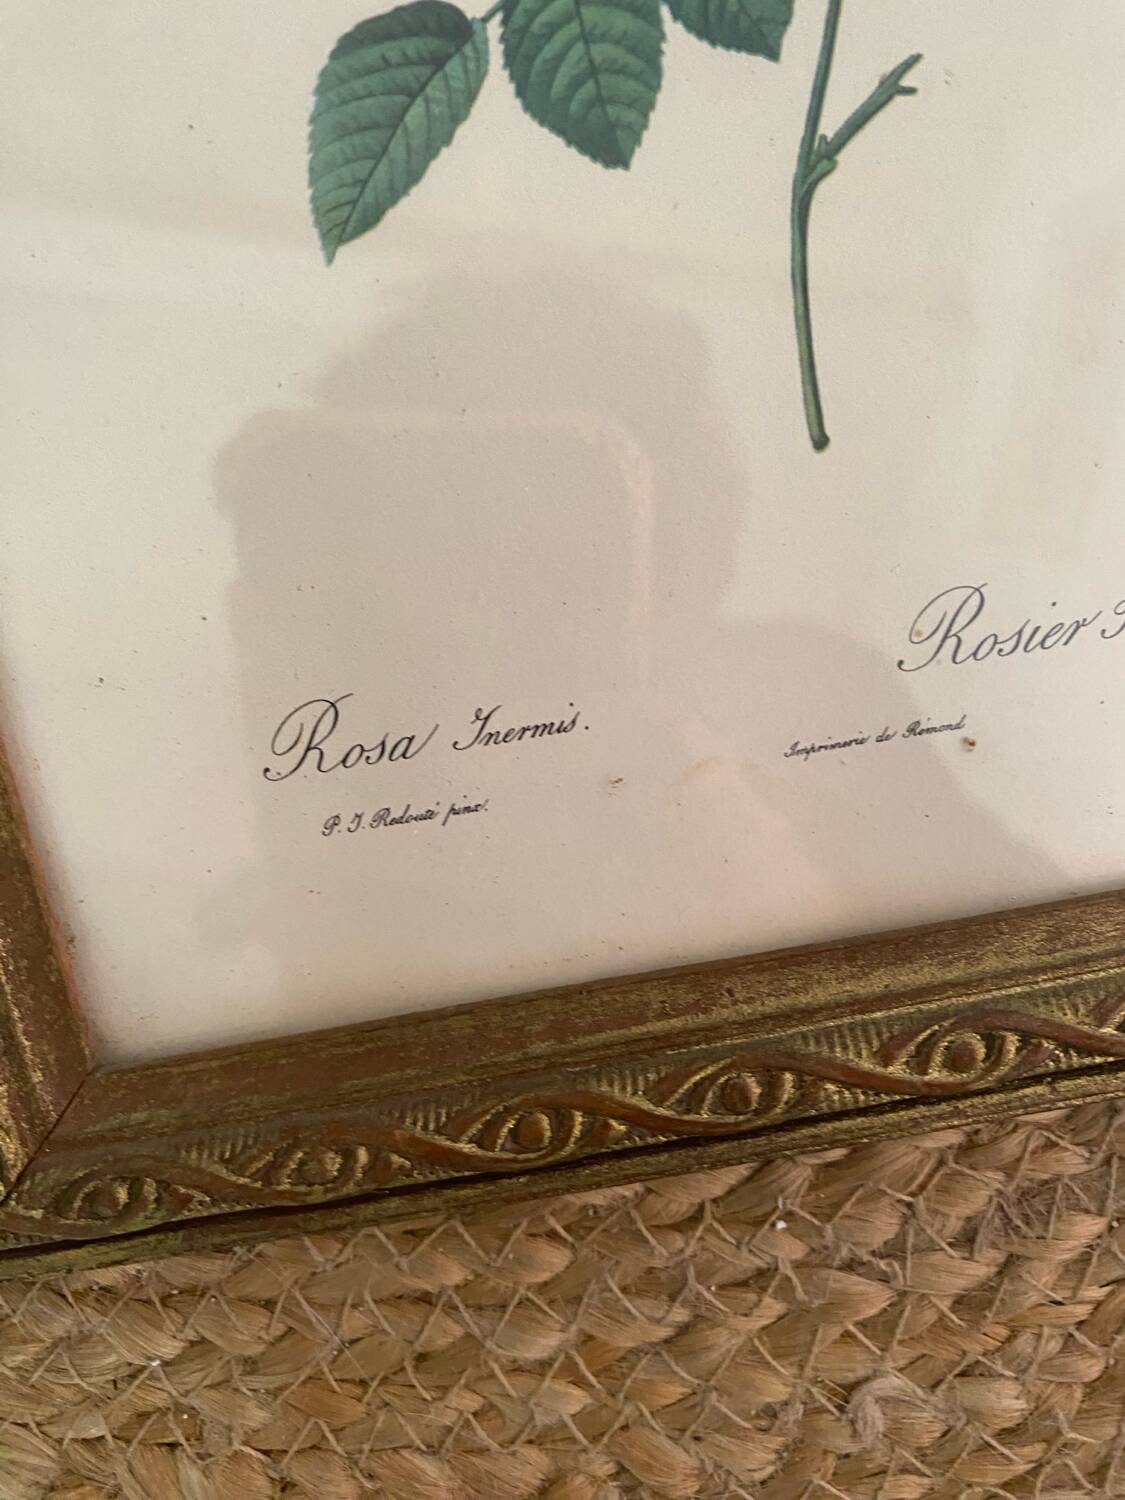 Rosa Inermis.
P. J. Redouté pinx.
Rosier
Imprimerie de Rémond